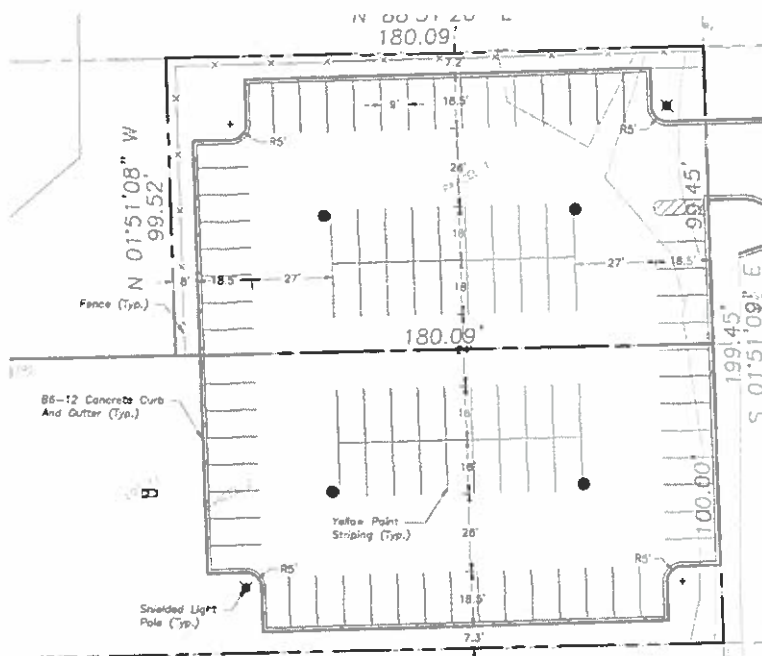 180.09
7.2'
9'
18.5'
R5'
R5'
26'
N 01°51'08" W
99.52'
99.45'
18'
8'
18.5'
27'
27'
18.5'
18'
Fence (Typ.)
180.09'
199.45'
S 01°51'09" E
B6-12 Concrete Curb
And Gutter (Typ.)
18'
18'
100.00'
Yellow Paint
Striping (Typ.)
26'
R5'
R5'
Shielded Light
Pole (Typ.)
18.5'
7.3'